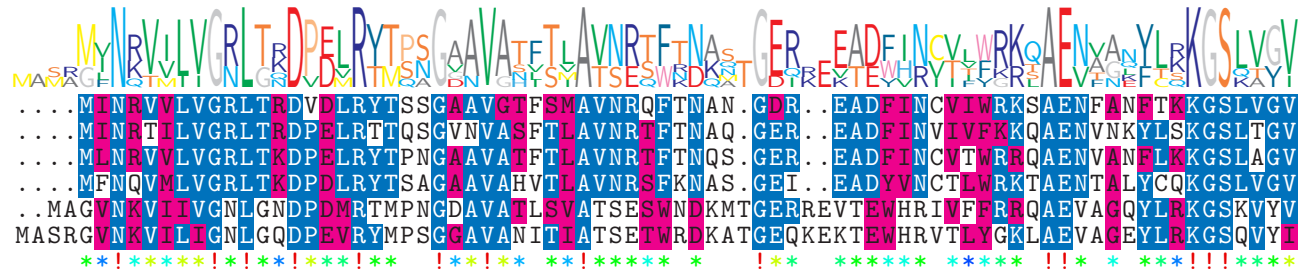 ....MINRVVLVGRLTRDVDLRYTSSGAAVGTFSMAVNRQFTNAN.GDR..EADFINCVIWRKSAENFANFTKKGSLVGV
....MINRTILVGRLTRDPELRTTQSGVNVASFTLAVNRTFTNAQ.GER..EADFINVIVFKKQAENVNKYLSKGSLTGV
....MLNRVVLVGRLTKDPELRYTPNGAAVATFTLAVNRTFTNQS.GER..EADFINCVTWRRQAENVANFLKKGSLAGV
....MFNQVMLVGRLTKDPDLRYTSAGAAVAHVTLAVNRSFKNAS.GEI..EADYVNCTLWRKTAENTALYCQKGSLVGV
..MAGVNKVIIVGNLGNDPDMRTMPNGDAVATLSVATSESWNDKMTGERREVTEWHRIVFFRRQAEVAGQYLRKGSKVYV
MASRGVNKVILIGNLGQDPEVRYMPSGGAVANITIATSETWRDKATGEQKEKTEWHRVTLYGKLAEVAGEYLRKGSQVYI